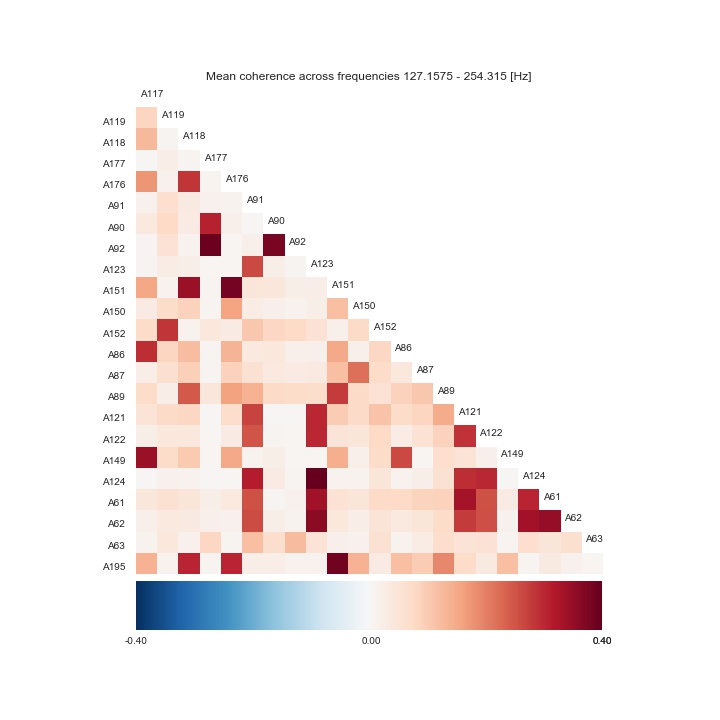 Mean coherence across frequencies 127.1575 - 254.315 [Hz]
A117
A119 A119
A118 A118
A177 A177
A176 A176
A91 A91
A90 A90
A92 A92
A123 A123
A151 A151
A150 A150
A152 A152
A86 A86
A87 A87
A89 A89
A121 A121
A122 A122
A149 A149
A124 A124
A61 A61
A62 A62
A63 A63
A195
-0.40 0.00 0.40